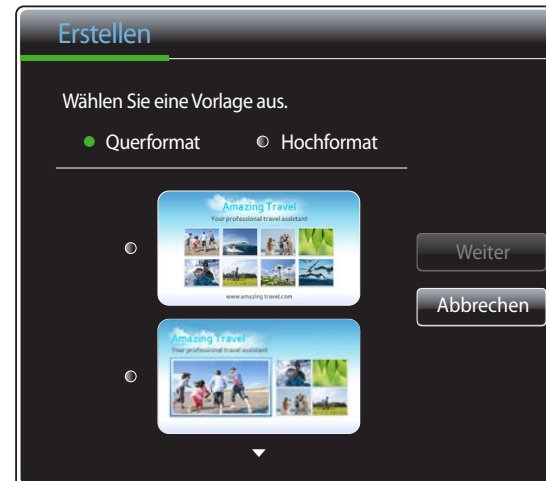 Erstellen
Wählen Sie eine Vorlage aus.
Querformat Hochformat
Amazing Travel
Your professional travel assistant
www.amazing travel.com
Weiter
Abbrechen
Amazing Travel
Your professional travel assistant